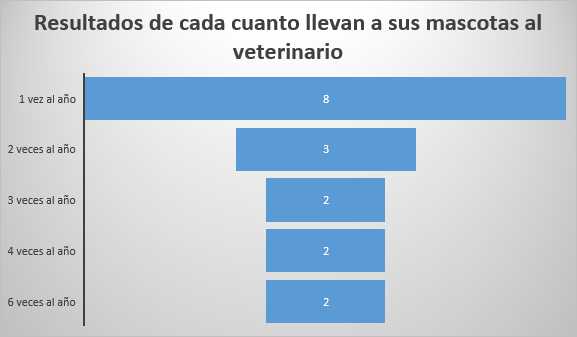 Resultados de cada cuanto llevan a sus mascotas al
veterinario
1 vez al año 8
2 veces al año 3
3 veces al año 2
4 veces al año 2
6 veces al año 2